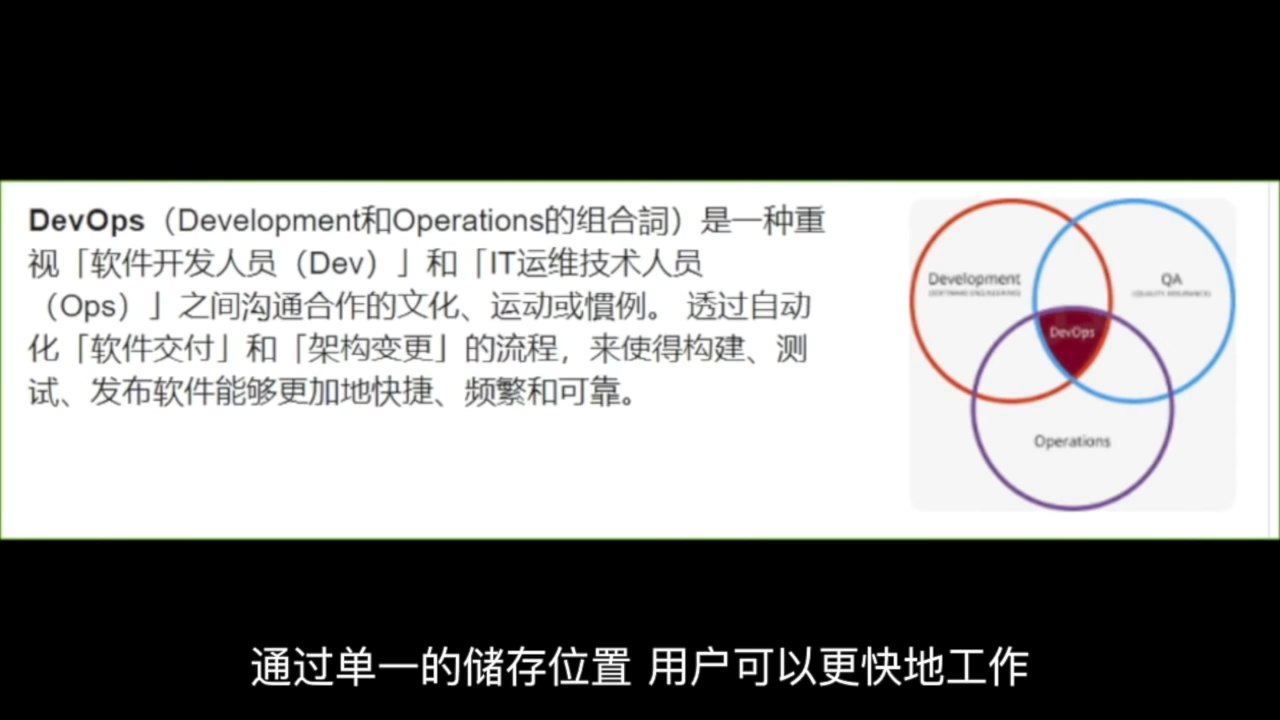 DevOps（Development和Operations的组合詞）是一种重
视「软件开发人员（Dev）」和「IT运维技术人员
（Ops）」之间沟通合作的文化、运动或慣例。 透过自动
化「软件交付」和「架构变更」的流程，来使得构建、测
试、发布软件能够更加地快捷、频繁和可靠。
Development
(SOFTWARE ENGINEERING)
QA
(QUALITY ASSURANCE)
DevOps
Operations
通过单一的储存位置 用户可以更快地工作